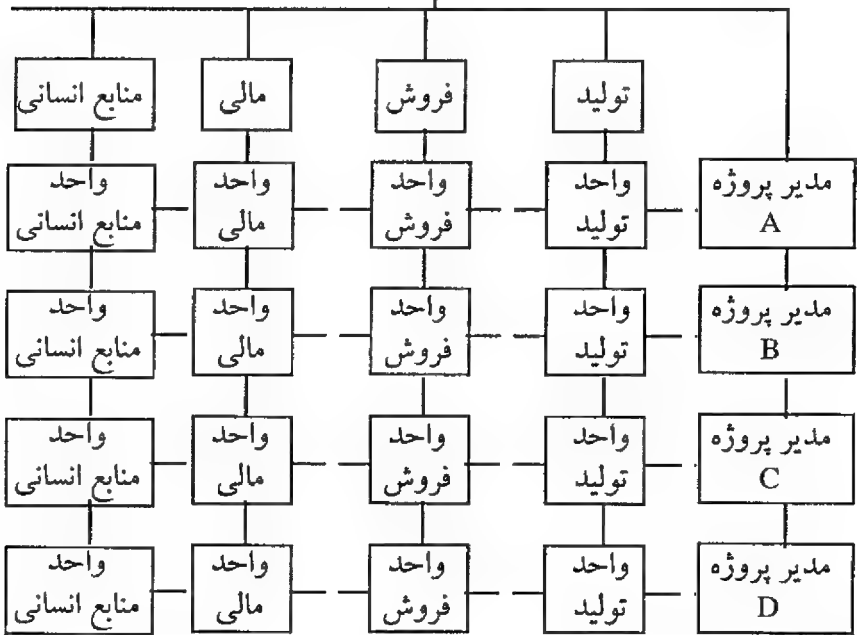 تولید
فروش
مالی
منابع انسانی
مدیر پروژه
A
واحد
تولید
واحد
فروش
واحد
مالی
واحد
منابع انسانی
مدیر پروژه
B
واحد
تولید
واحد
فروش
واحد
مالی
واحد
منابع انسانی
مدیر پروژه
C
واحد
تولید
واحد
فروش
واحد
مالی
واحد
منابع انسانی
مدیر پروژه
D
واحد
تولید
واحد
فروش
واحد
مالی
واحد
منابع انسانی